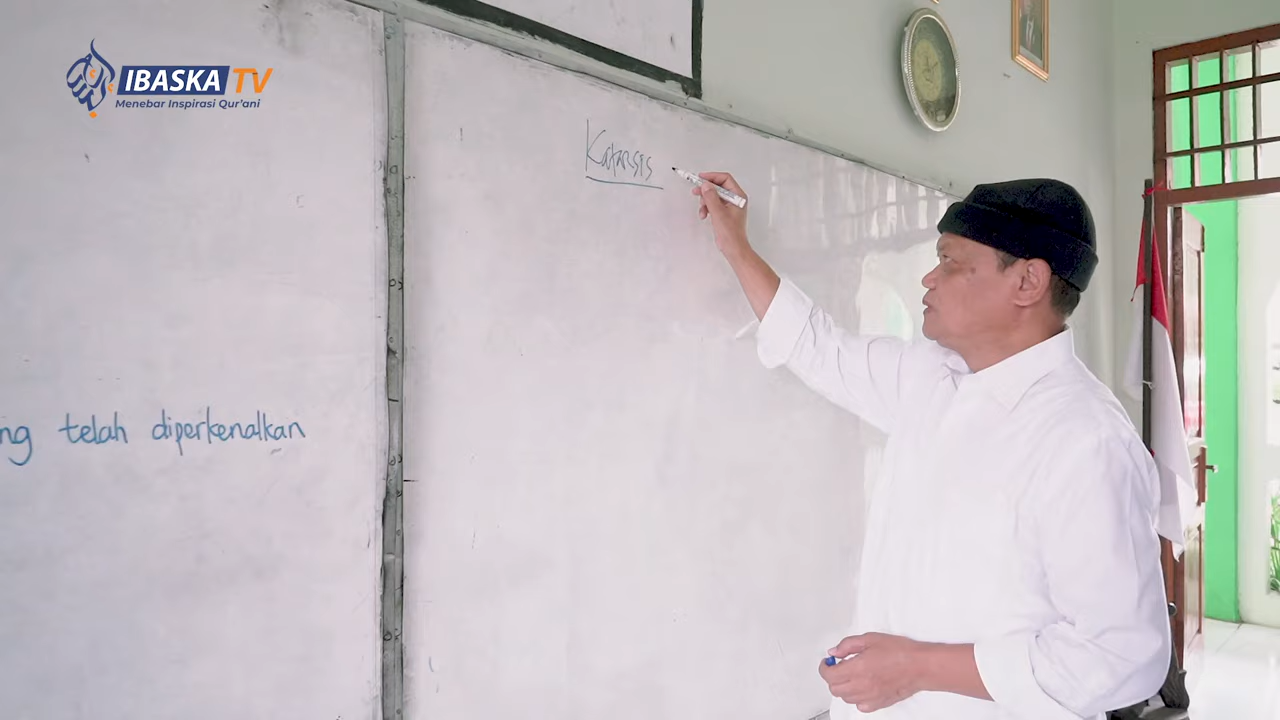 IBASKA TV
Menebar Inspirasi Qur'ani
Katarsis
ng telah diperkenalkan